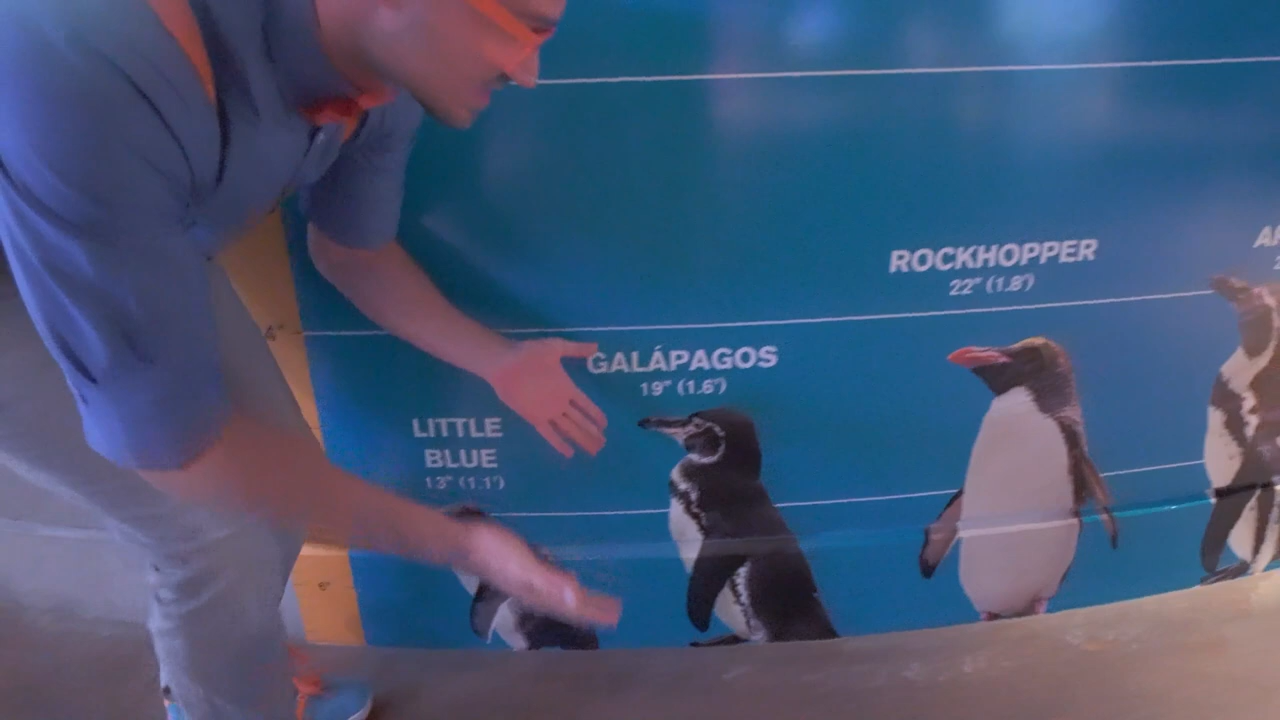 ROCKHOPPER
22" (1.8')
GALÁPAGOS
19" (1.6')
LITTLE
BLUE
13" (1.1')